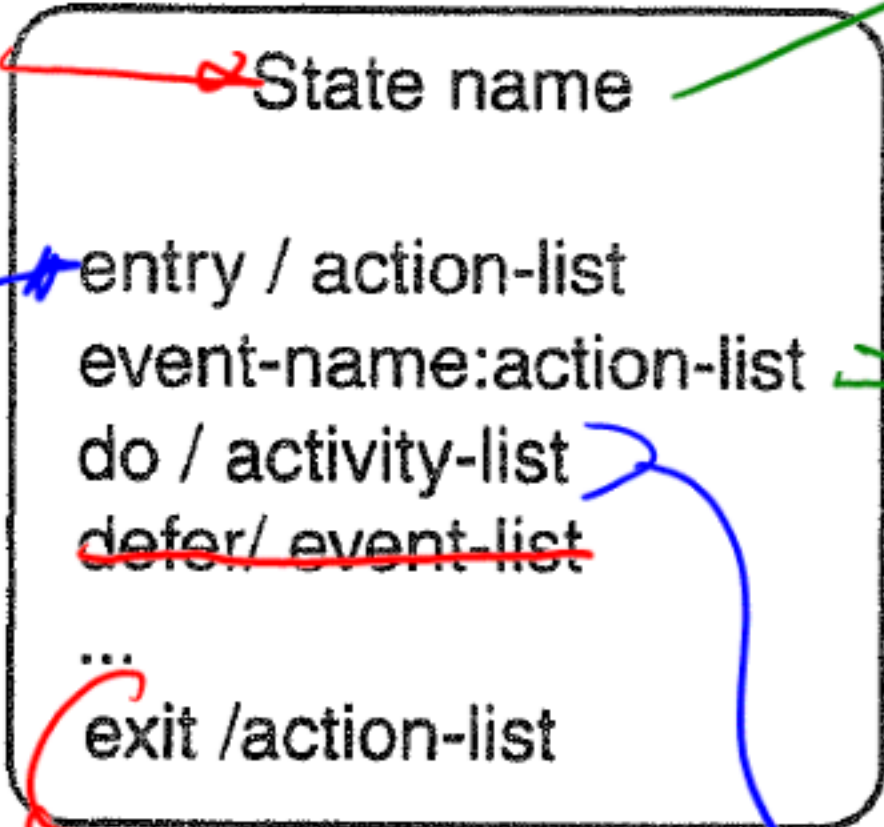 State name
entry / action-list
event-name:action-list
do / activity-list
defer/ event-list
...
exit /action-list